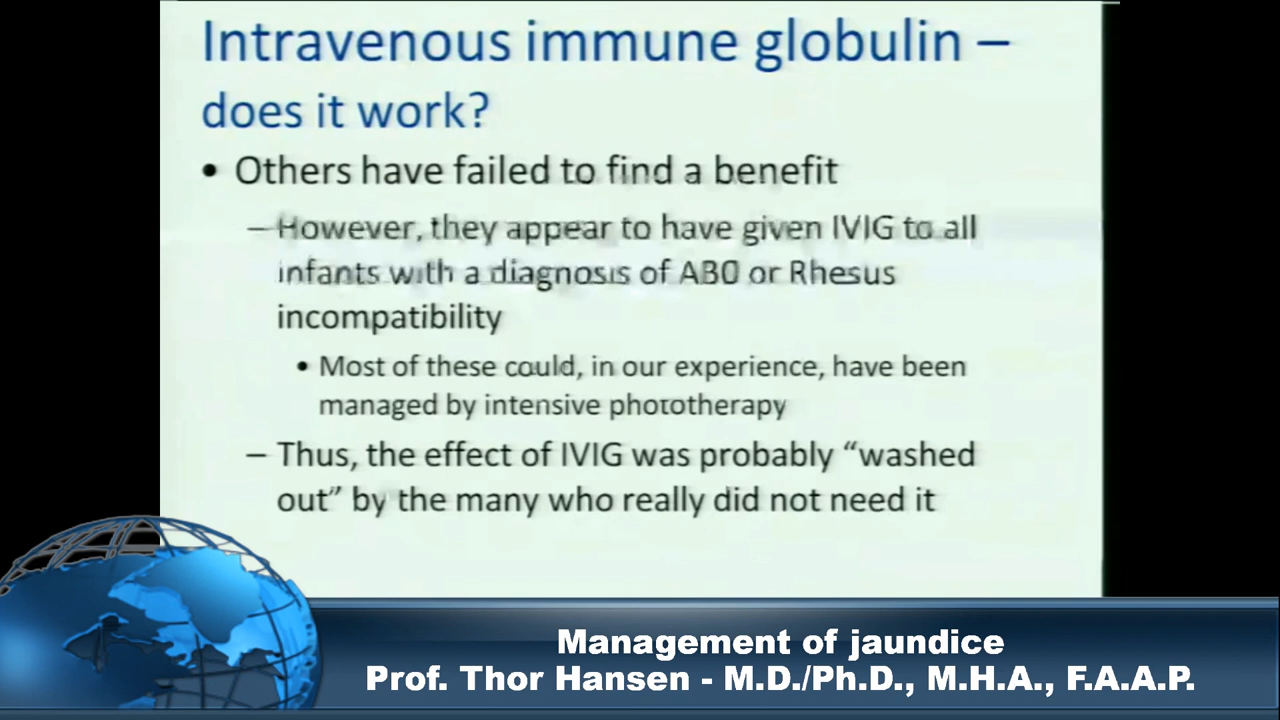 Intravenous immune globulin –
does it work?
• Others have failed to find a benefit
– However, they appear to have given IVIG to all
infants with a diagnosis of AB0 or Rhesus
incompatibility
• Most of these could, in our experience, have been
managed by intensive phototherapy
– Thus, the effect of IVIG was probably “washed
out” by the many who really did not need it
Management of jaundice
Prof. Thor Hansen - M.D./Ph.D., M.H.A., F.A.A.P.